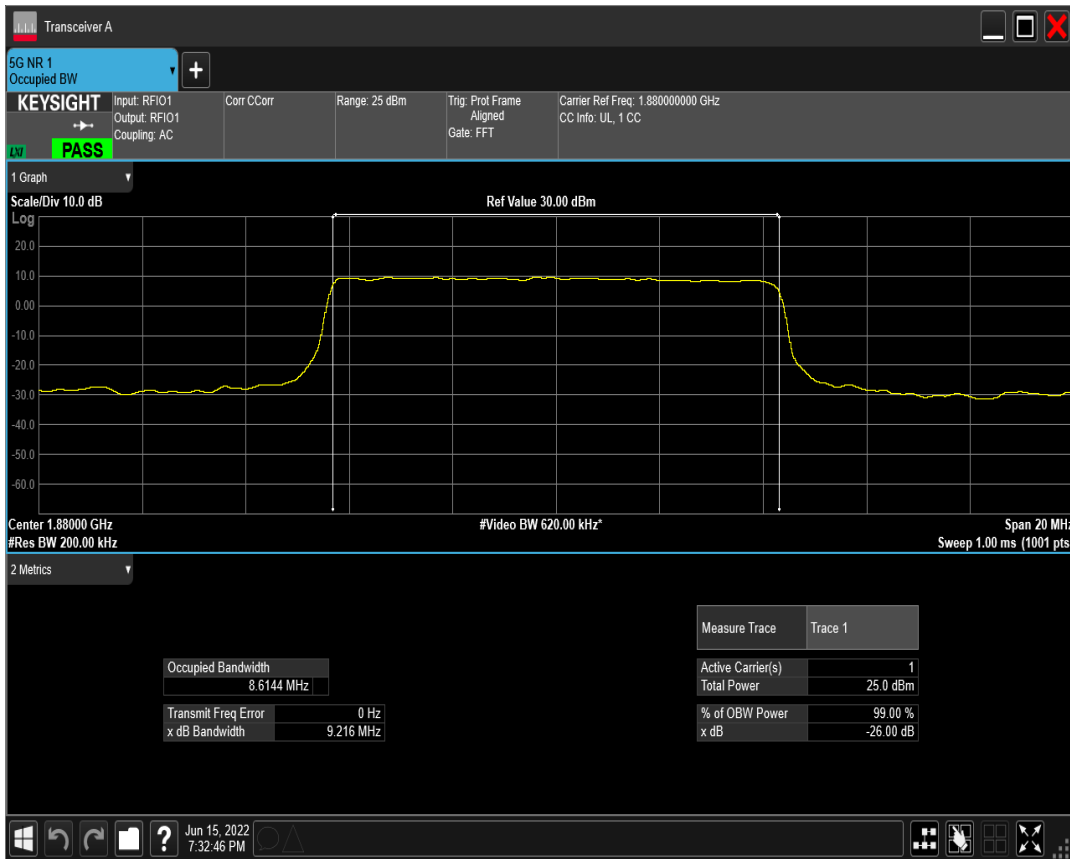 Transceiver A
5G NR 1
Occupied BW
KEYSIGHT
LXI
PASS
Input: RFIO1
Output: RFIO1
Coupling: AC
Corr CCorr
Range: 25 dBm
Trig: Prot Frame
Aligned
Gate: FFT
Carrier Ref Freq: 1.880000000 GHz
CC Info: UL, 1 CC
1 Graph
Scale/Div 10.0 dB
Ref Value 30.00 dBm
Log
20.0
10.0
0.00
-10.0
-20.0
-30.0
-40.0
-50.0
-60.0
Center 1.88000 GHz
#Video BW 620.00 kHz*
Span 20 MHz
#Res BW 200.00 kHz
Sweep 1.00 ms (1001 pts
2 Metrics
Measure Trace Trace 1
Occupied Bandwidth
8.6144 MHz
Active Carrier(s) 1
Total Power 25.0 dBm
Transmit Freq Error 0 Hz
x dB Bandwidth 9.216 MHz
% of OBW Power 99.00 %
x dB -26.00 dB
?
Jun 15, 2022
7:32:46 PM